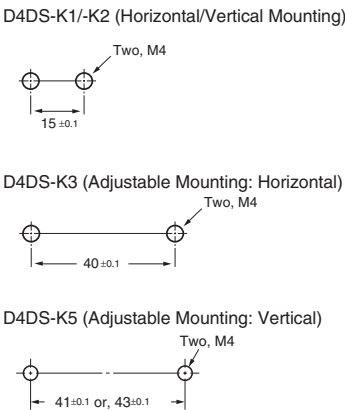 D4DS-K1/-K2 (Horizontal/Vertical Mounting)
Two, M4
15 ±0.1
D4DS-K3 (Adjustable Mounting: Horizontal)
Two, M4
40±0.1
D4DS-K5 (Adjustable Mounting: Vertical)
Two, M4
41±0.1 or, 43±0.1